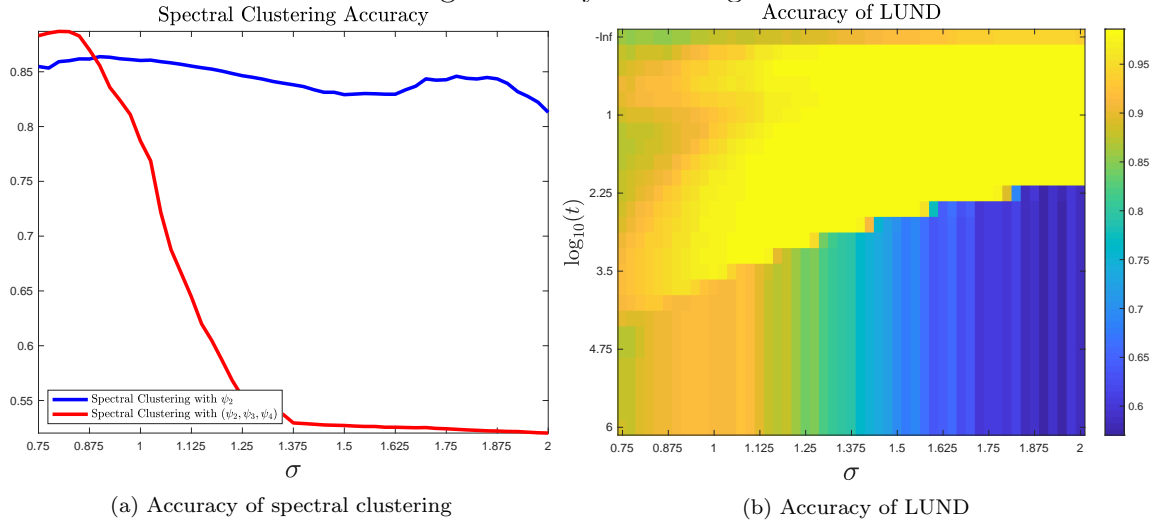 Spectral Clustering Accuracy
0.85
0.8
0.75
0.7
0.65
0.6
0.55
Spectral Clustering with ψ₂
Spectral Clustering with (ψ₂, ψ₃, ψ₄)
0.75 0.875 1 1.125 1.25 1.375 1.5 1.625 1.75 1.875 2
σ
(a) Accuracy of spectral clustering
Accuracy of LUND
-Inf
1
2.25
3.5
4.75
6
log₁₀(t)
0.75 0.875 1 1.125 1.25 1.375 1.5 1.625 1.75 1.875 2
σ
0.95
0.9
0.85
0.8
0.75
0.7
0.65
0.6
(b) Accuracy of LUND